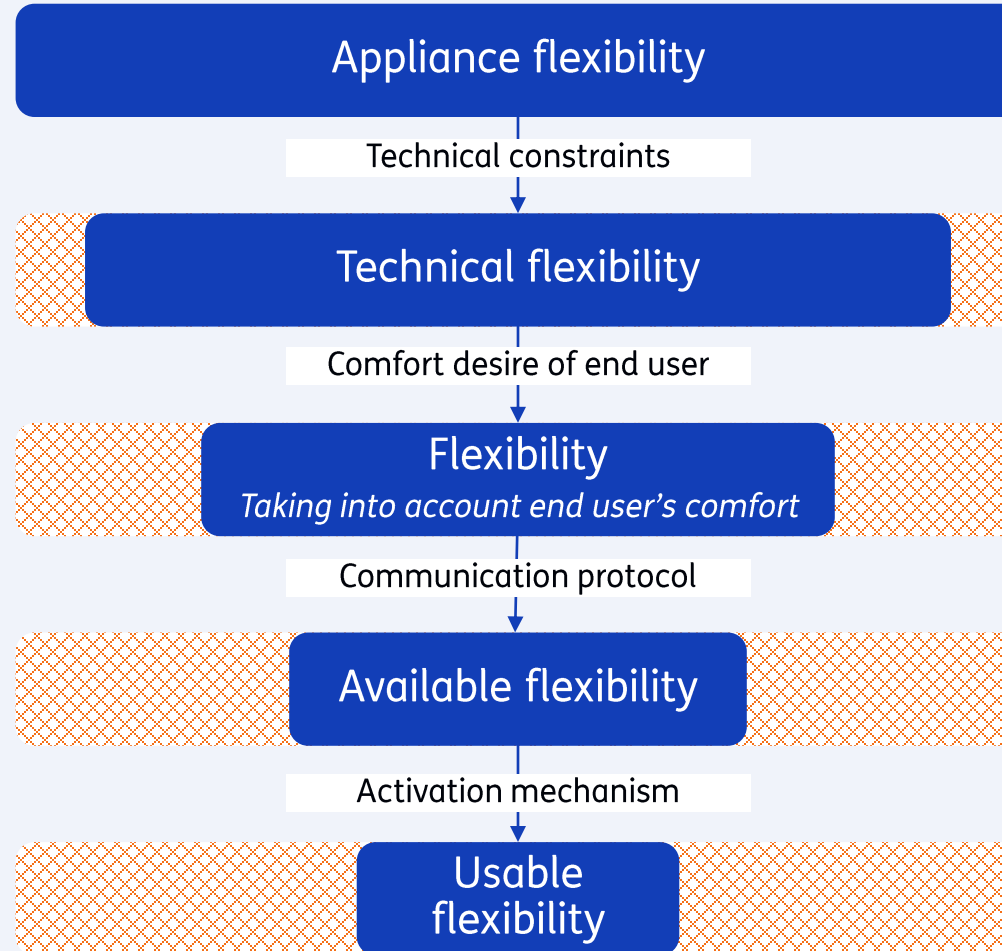 Appliance flexibility
Technical constraints
Technical flexibility
Comfort desire of end user
Flexibility
Taking into account end user’s comfort
Communication protocol
Available flexibility
Activation mechanism
Usable
flexibility